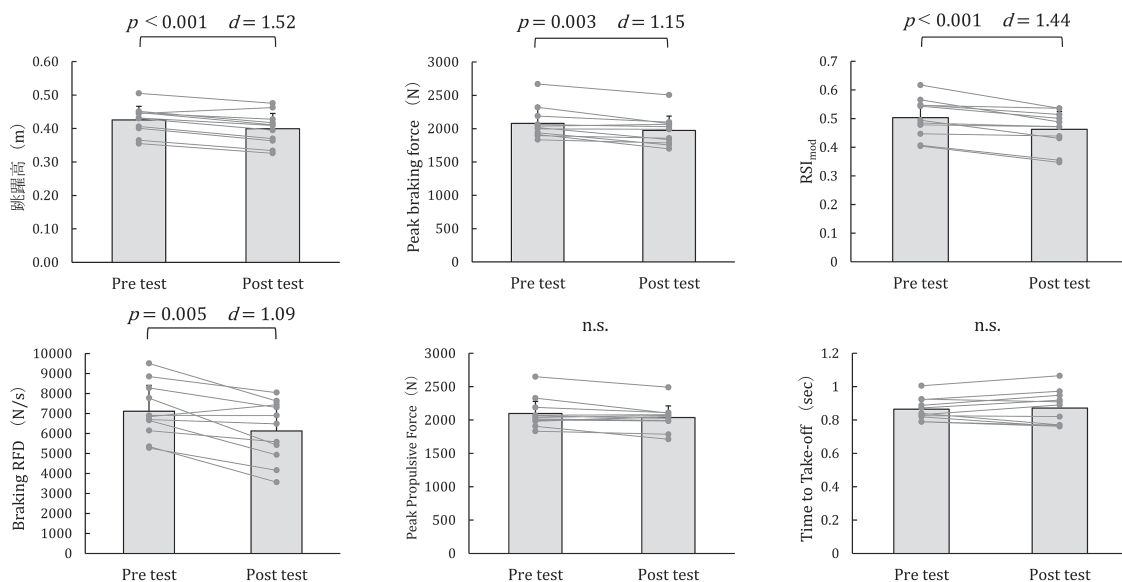 p < 0.001 d = 1.52
0.60
0.50
0.40
0.30
0.20
0.10
0.00
跳躍高（m）
Pre test Post test
p = 0.003 d = 1.15
3000
2500
2000
1500
1000
500
0
Peak braking force （N）
Pre test Post test
p < 0.001 d = 1.44
0.7
0.6
0.5
0.4
0.3
0.2
0.1
0
RSImod
Pre test Post test
p = 0.005 d = 1.09
10000
9000
8000
7000
6000
5000
4000
3000
2000
1000
0
Braking RFD （N/s）
Pre test Post test
n.s.
3000
2500
2000
1500
1000
500
0
Peak Propulsive Force （N）
Pre test Post test
n.s.
1.2
1
0.8
0.6
0.4
0.2
0
Time to Take-off （sec）
Pre test Post test